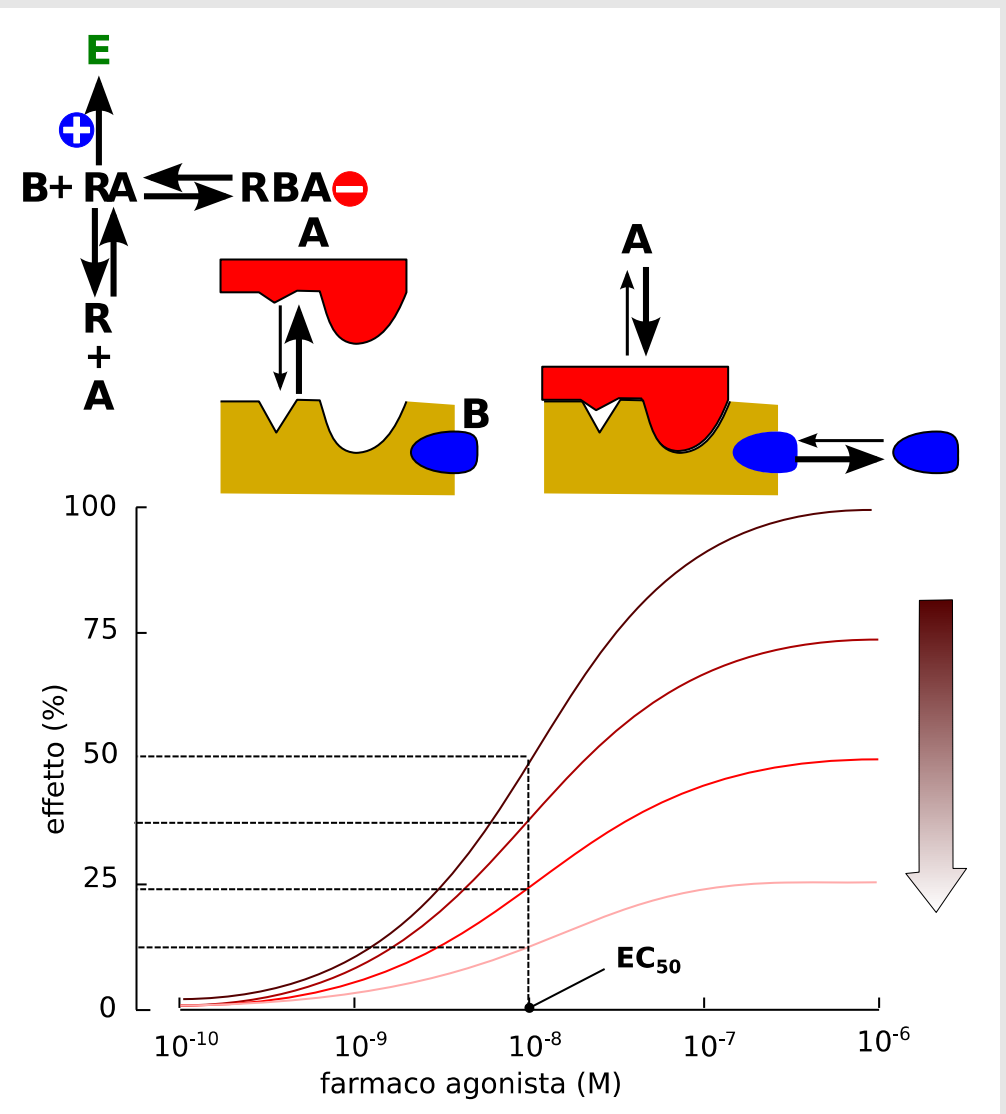 E
+
B+ RA RBA −
A
R
+
A
A
B
100
75
50
25
0
effetto (%)
EC50
10-10 10-9 10-8 10-7 10-6
farmaco agonista (M)